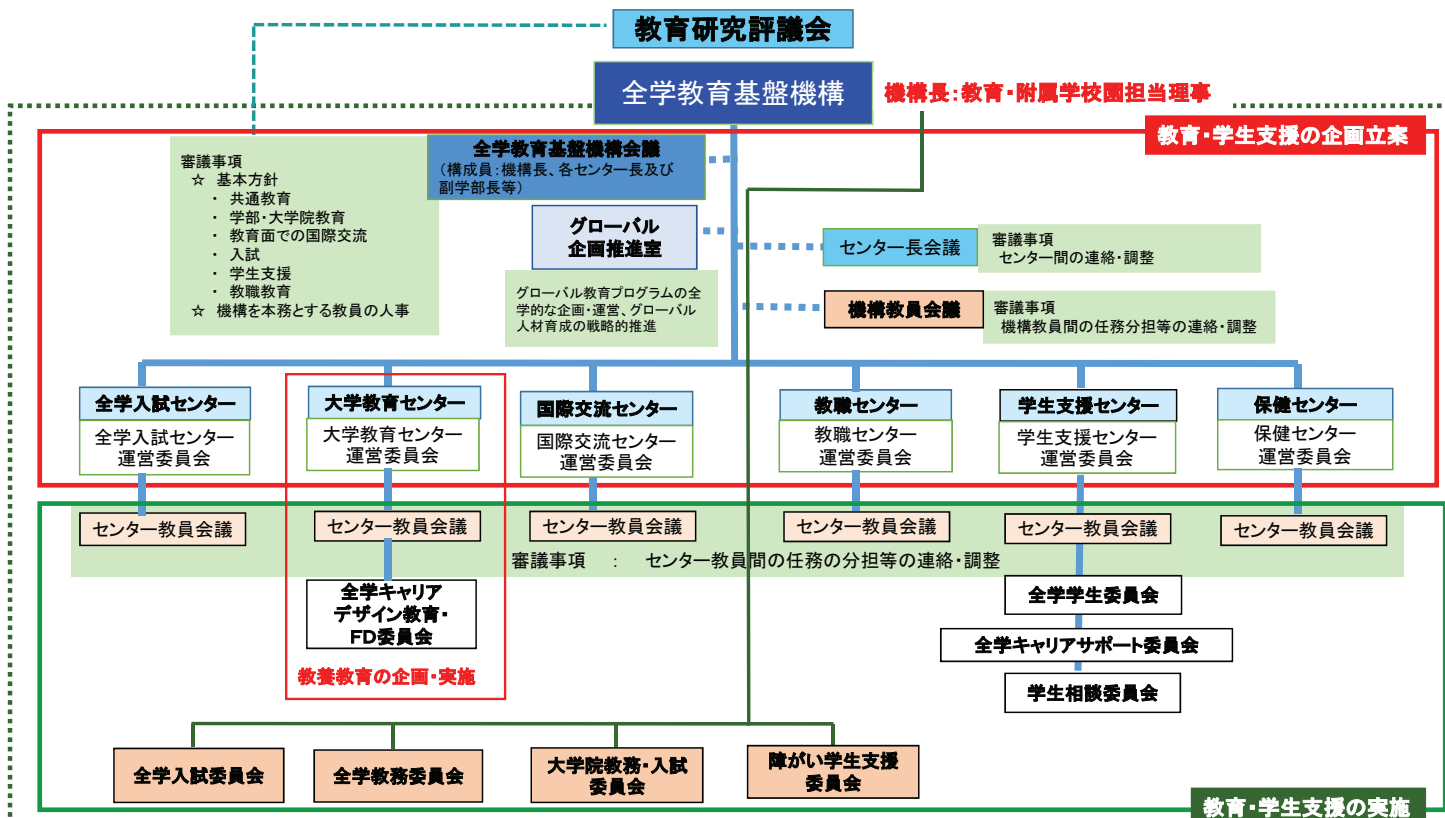 教育研究評議会
全学教育基盤機構
機構長：教育・附属学校園担当理事
教育・学生支援の企画立案
全学教育基盤機構会議
（構成員：機構長、各センター長及び
副学部長等）
審議事項
☆ 基本方針
・ 共通教育
・ 学部・大学院教育
・ 教育面での国際交流
・ 入試
・ 学生支援
・ 教職教育
☆ 機構を本務とする教員の人事
グローバル
企画推進室
グローバル教育プログラムの全
学的な企画・運営、グローバル
人材育成の戦略的推進
センター長会議
審議事項
センター間の連絡・調整
機構教員会議
審議事項
機構教員間の任務分担等の連絡・調整
全学入試センター
全学入試センター
運営委員会
大学教育センター
大学教育センター
運営委員会
国際交流センター
国際交流センター
運営委員会
教職センター
教職センター
運営委員会
学生支援センター
学生支援センター
運営委員会
保健センター
保健センター
運営委員会
センター教員会議
センター教員会議
センター教員会議
センター教員会議
センター教員会議
センター教員会議
審議事項 ： センター教員間の任務の分担等の連絡・調整
全学キャリア
デザイン教育・
FD委員会
教養教育の企画・実施
全学学生委員会
全学キャリアサポート委員会
学生相談委員会
全学入試委員会
全学教務委員会
大学院教務・入試
委員会
障がい学生支援
委員会
教育・学生支援の実施